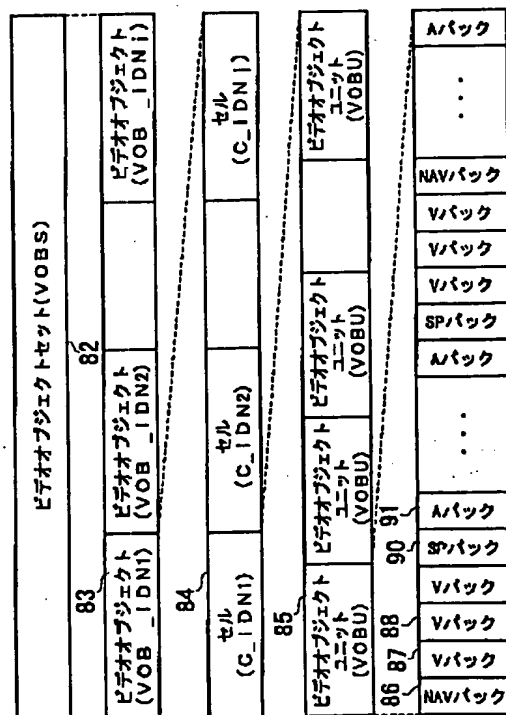 ビデオオブジェクトセット(VOBS)
82
83
ビデオオブジェクト
(VOB _IDN1)
ビデオオブジェクト
(VOB _IDN2)
ビデオオブジェクト
(VOB _IDNi)
84
セル
(C_IDN1)
セル
(C_IDN2)
セル
(C_IDNj)
85
ビデオオブジェクト
ユニット
(VOBU)
ビデオオブジェクト
ユニット
(VOBU)
ビデオオブジェクト
ユニット
(VOBU)
ビデオオブジェクト
ユニット
(VOBU)
86
87
88
90
91
NAVパック
Vパック
Vパック
Vパック
SPパック
Aパック
・・・
Aパック
SPパック
Vパック
Vパック
Vパック
NAVパック
・・・
Aパック